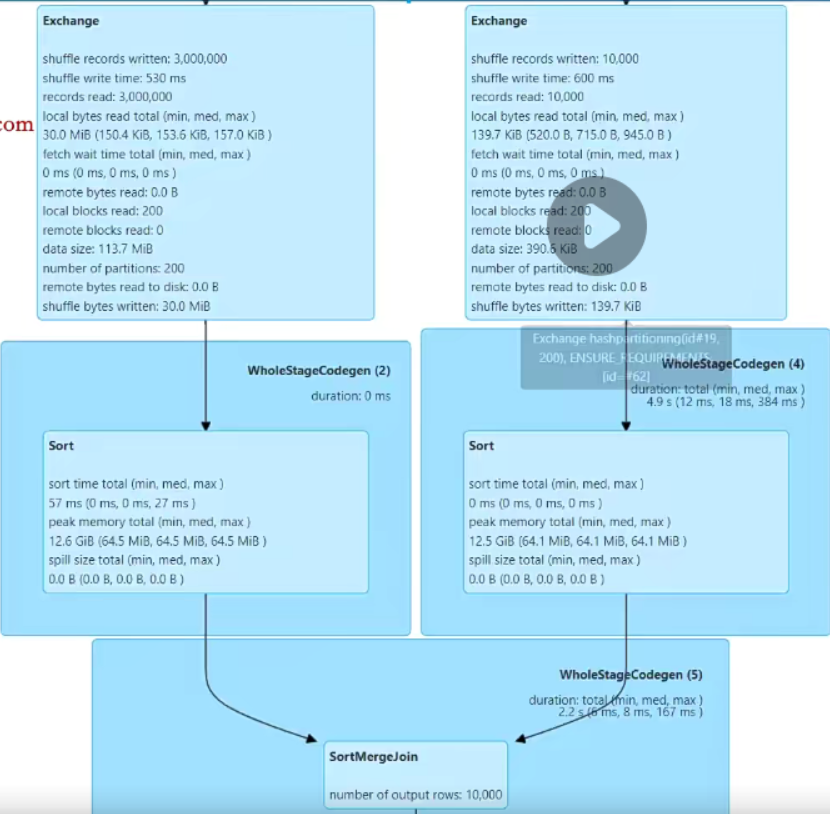 Exchange
shuffle records written: 3,000,000
shuffle write time: 530 ms
records read: 3,000,000
local bytes read total (min, med, max )
30.0 MiB (150.4 KiB, 153.6 KiB, 157.0 KiB )
fetch wait time total (min, med, max )
0 ms (0 ms, 0 ms, 0 ms )
remote bytes read: 0.0 B
local blocks read: 200
remote blocks read: 0
data size: 113.7 MiB
number of partitions: 200
remote bytes read to disk: 0.0 B
shuffle bytes written: 30.0 MiB
com
Exchange
shuffle records written: 10,000
shuffle write time: 600 ms
records read: 10,000
local bytes read total (min, med, max )
139.7 KiB (520.0 B, 715.0 B, 945.0 B )
fetch wait time total (min, med, max )
0 ms (0 ms, 0 ms, 0 ms )
remote bytes read: 0.0 B
local blocks read: 200
remote blocks read: 0
data size: 390.6 KiB
number of partitions: 200
remote bytes read to disk: 0.0 B
shuffle bytes written: 139.7 KiB
Exchange hashpartitioning(id#19,
200), ENSURE_REQUIREMENTS,
[id=#62]
WholeStageCodegen (2)
duration: 0 ms
Sort
sort time total (min, med, max )
57 ms (0 ms, 0 ms, 27 ms )
peak memory total (min, med, max )
12.6 GiB (64.5 MiB, 64.5 MiB, 64.5 MiB )
spill size total (min, med, max )
0.0 B (0.0 B, 0.0 B, 0.0 B )
WholeStageCodegen (4)
duration: total (min, med, max )
4.9 s (12 ms, 18 ms, 384 ms )
Sort
sort time total (min, med, max )
0 ms (0 ms, 0 ms, 0 ms )
peak memory total (min, med, max )
12.5 GiB (64.1 MiB, 64.1 MiB, 64.1 MiB )
spill size total (min, med, max )
0.0 B (0.0 B, 0.0 B, 0.0 B )
WholeStageCodegen (5)
duration: total (min, med, max )
2.2 s (6 ms, 8 ms, 167 ms )
SortMergeJoin
number of output rows: 10,000